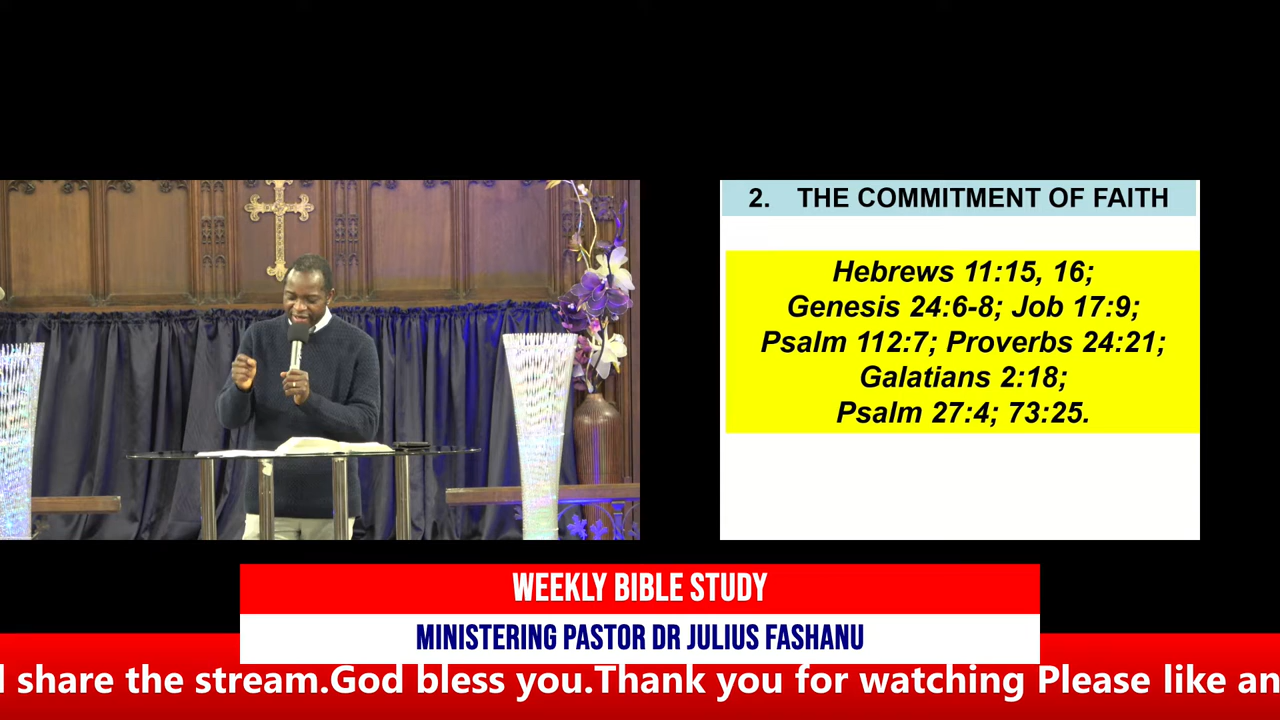 2. THE COMMITMENT OF FAITH
Hebrews 11:15, 16;
Genesis 24:6-8; Job 17:9;
Psalm 112:7; Proverbs 24:21;
Galatians 2:18;
Psalm 27:4; 73:25.
WEEKLY BIBLE STUDY
MINISTERING PASTOR DR JULIUS FASHANU
share the stream.God bless you.Thank you for watching Please like an